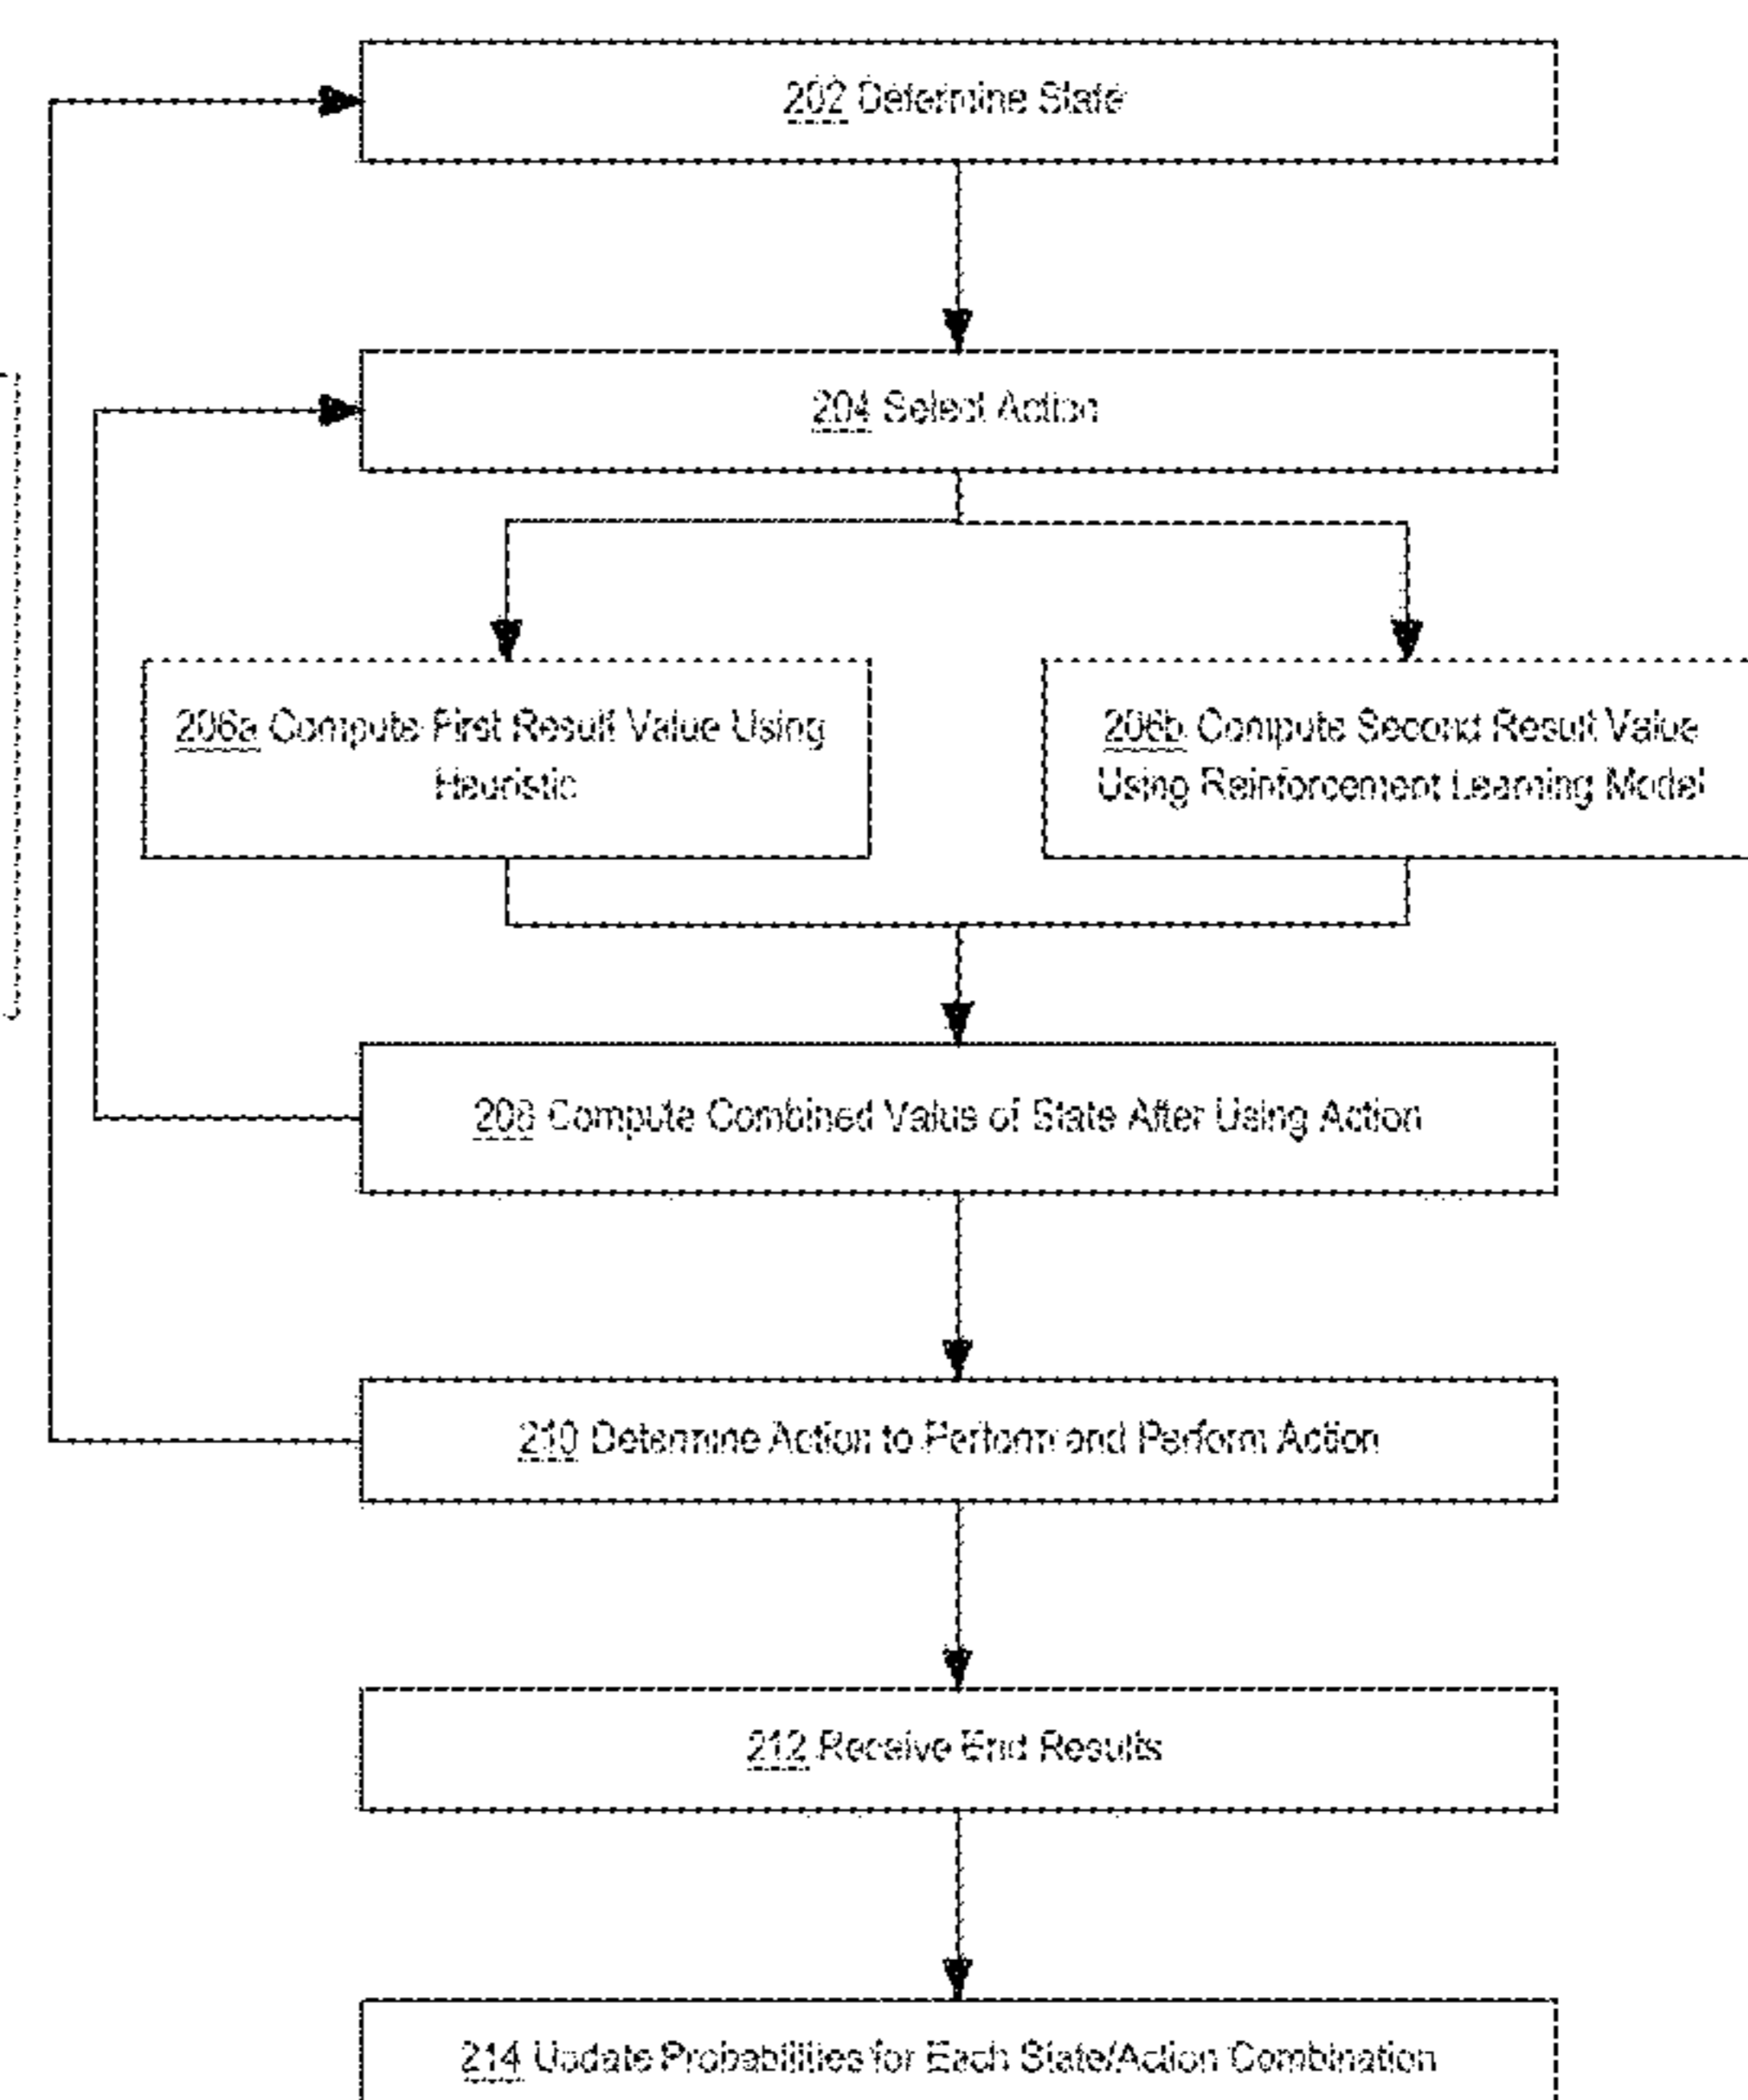 202 Determine State
204 Select Action
206a Compute First Result Value Using
Heuristic
206b Compute Second Result Value
Using Reinforcement Learning Model
208 Compute Combined Value of State After Using Action
210 Determine Action to Perform and Perform Action
212 Receive End Results
214 Update Probabilities for Each State/Action Combination